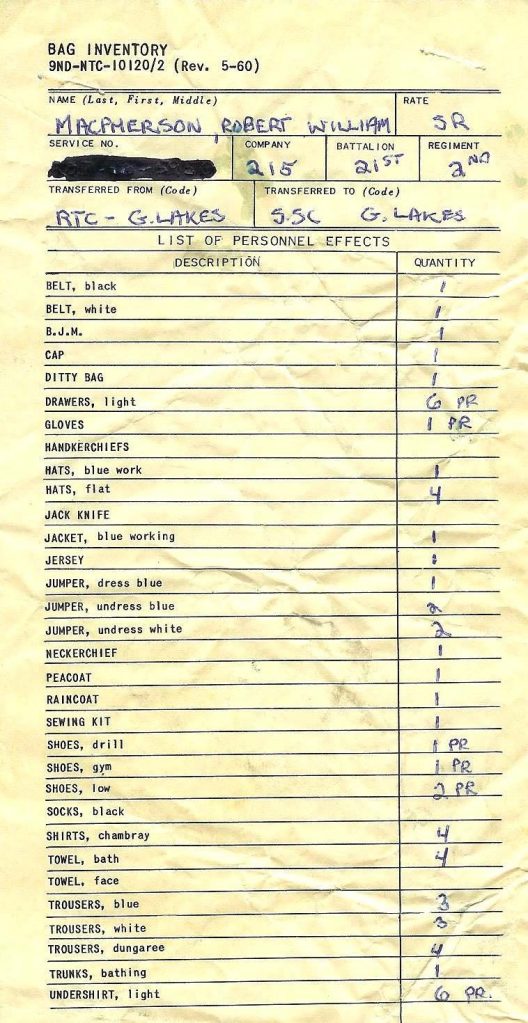 BAG INVENTORY
9ND-NTC-10120/2 (Rev. 5-60)
NAME (Last, First, Middle) RATE
MACPHERSON, ROBERT WILLIAM SR
SERVICE NO. COMPANY BATTALION REGIMENT
215 21ST 2ND
TRANSFERRED FROM (Code) TRANSFERRED TO (Code)
RTC - G.LAKES S.SC G. LAKES
LIST OF PERSONNEL EFFECTS
DESCRIPTION QUANTITY
BELT, black 1
BELT, white 1
B.J.M. 1
CAP 1
DITTY BAG 1
DRAWERS, light 6 PR
GLOVES 1 PR
HANDKERCHIEFS
HATS, blue work 1
HATS, flat 4
JACK KNIFE
JACKET, blue working 1
JERSEY 1
JUMPER, dress blue 1
JUMPER, undress blue 2
JUMPER, undress white 2
NECKERCHIEF 1
PEACOAT 1
RAINCOAT 1
SEWING KIT 1
SHOES, drill 1 PR
SHOES, gym 1 PR
SHOES, low 2 PR
SOCKS, black
SHIRTS, chambray 4
TOWEL, bath 4
TOWEL, face
TROUSERS, blue 3
TROUSERS, white 3
TROUSERS, dungaree 4
TRUNKS, bathing 1
UNDERSHIRT, light 6 PR.